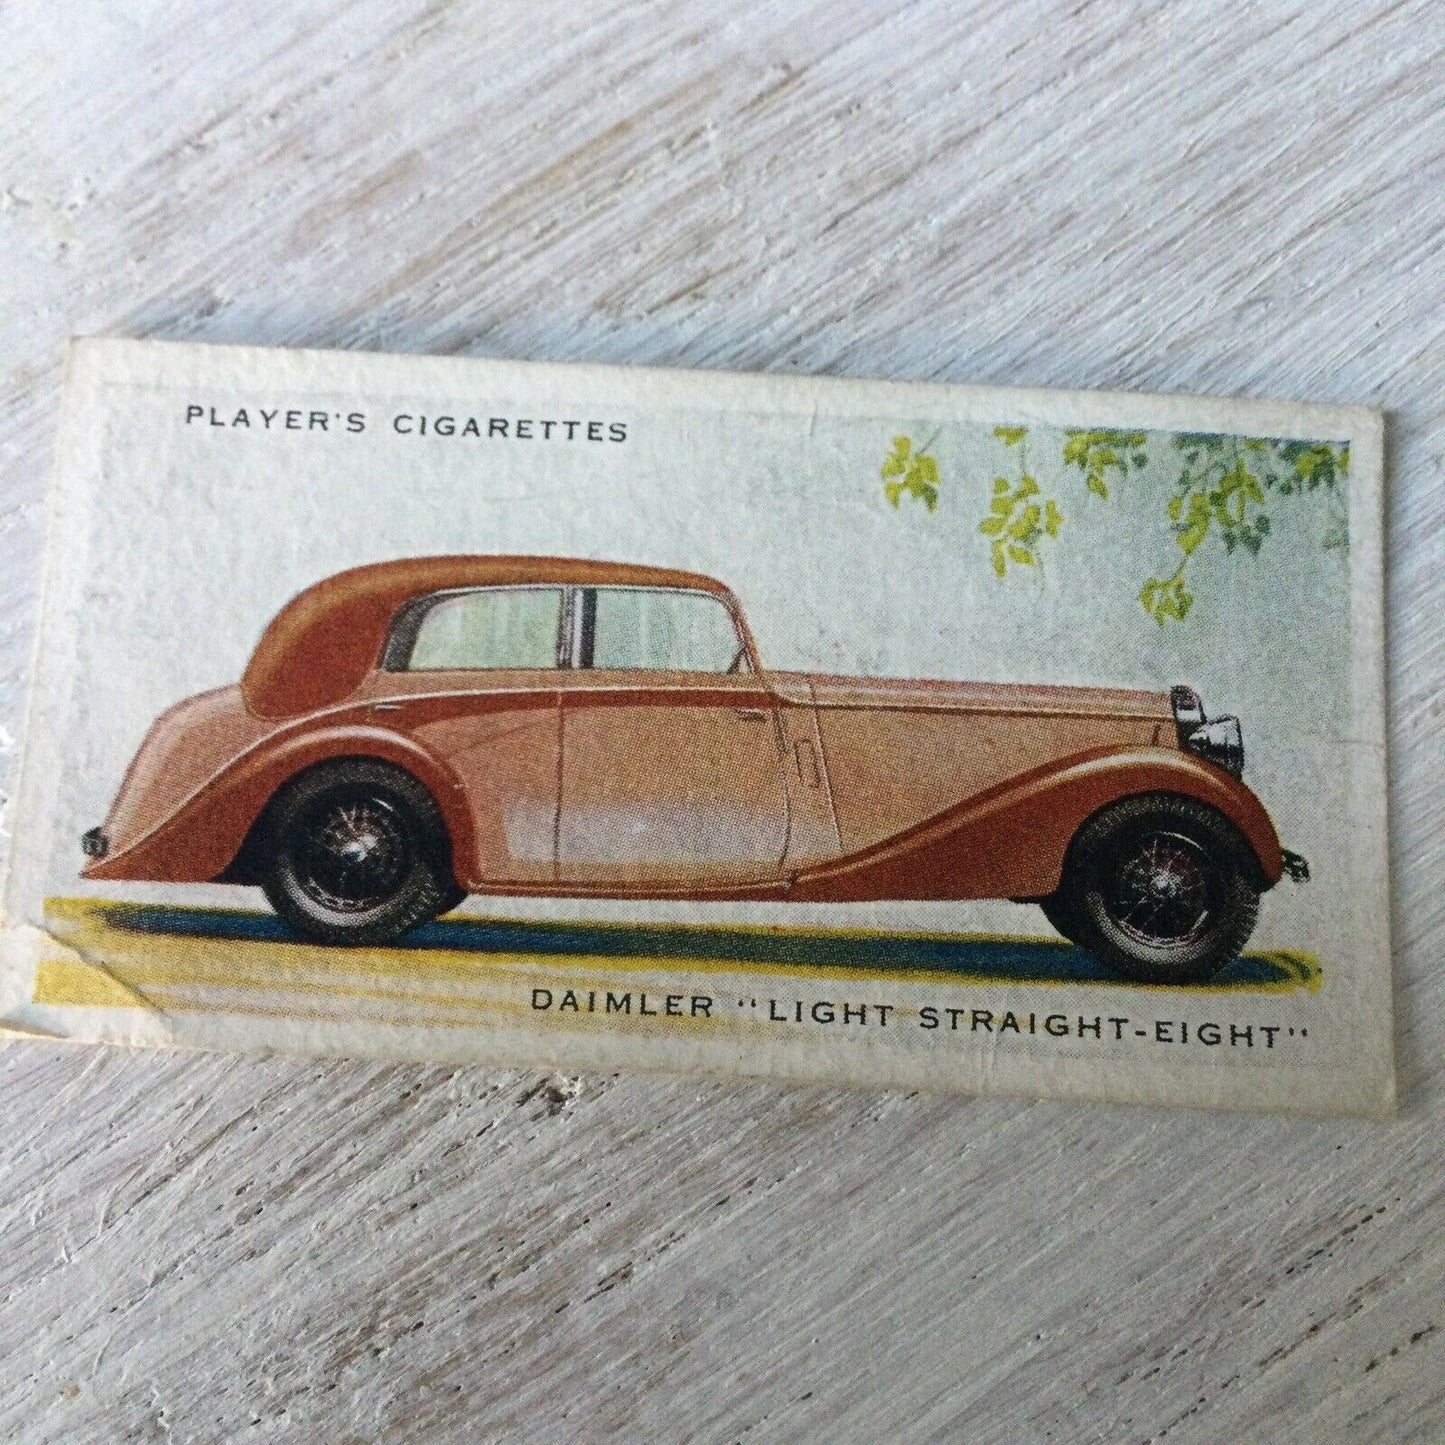 PLAYER'S CIGARETTES
DAIMLER "LIGHT STRAIGHT-EIGHT"